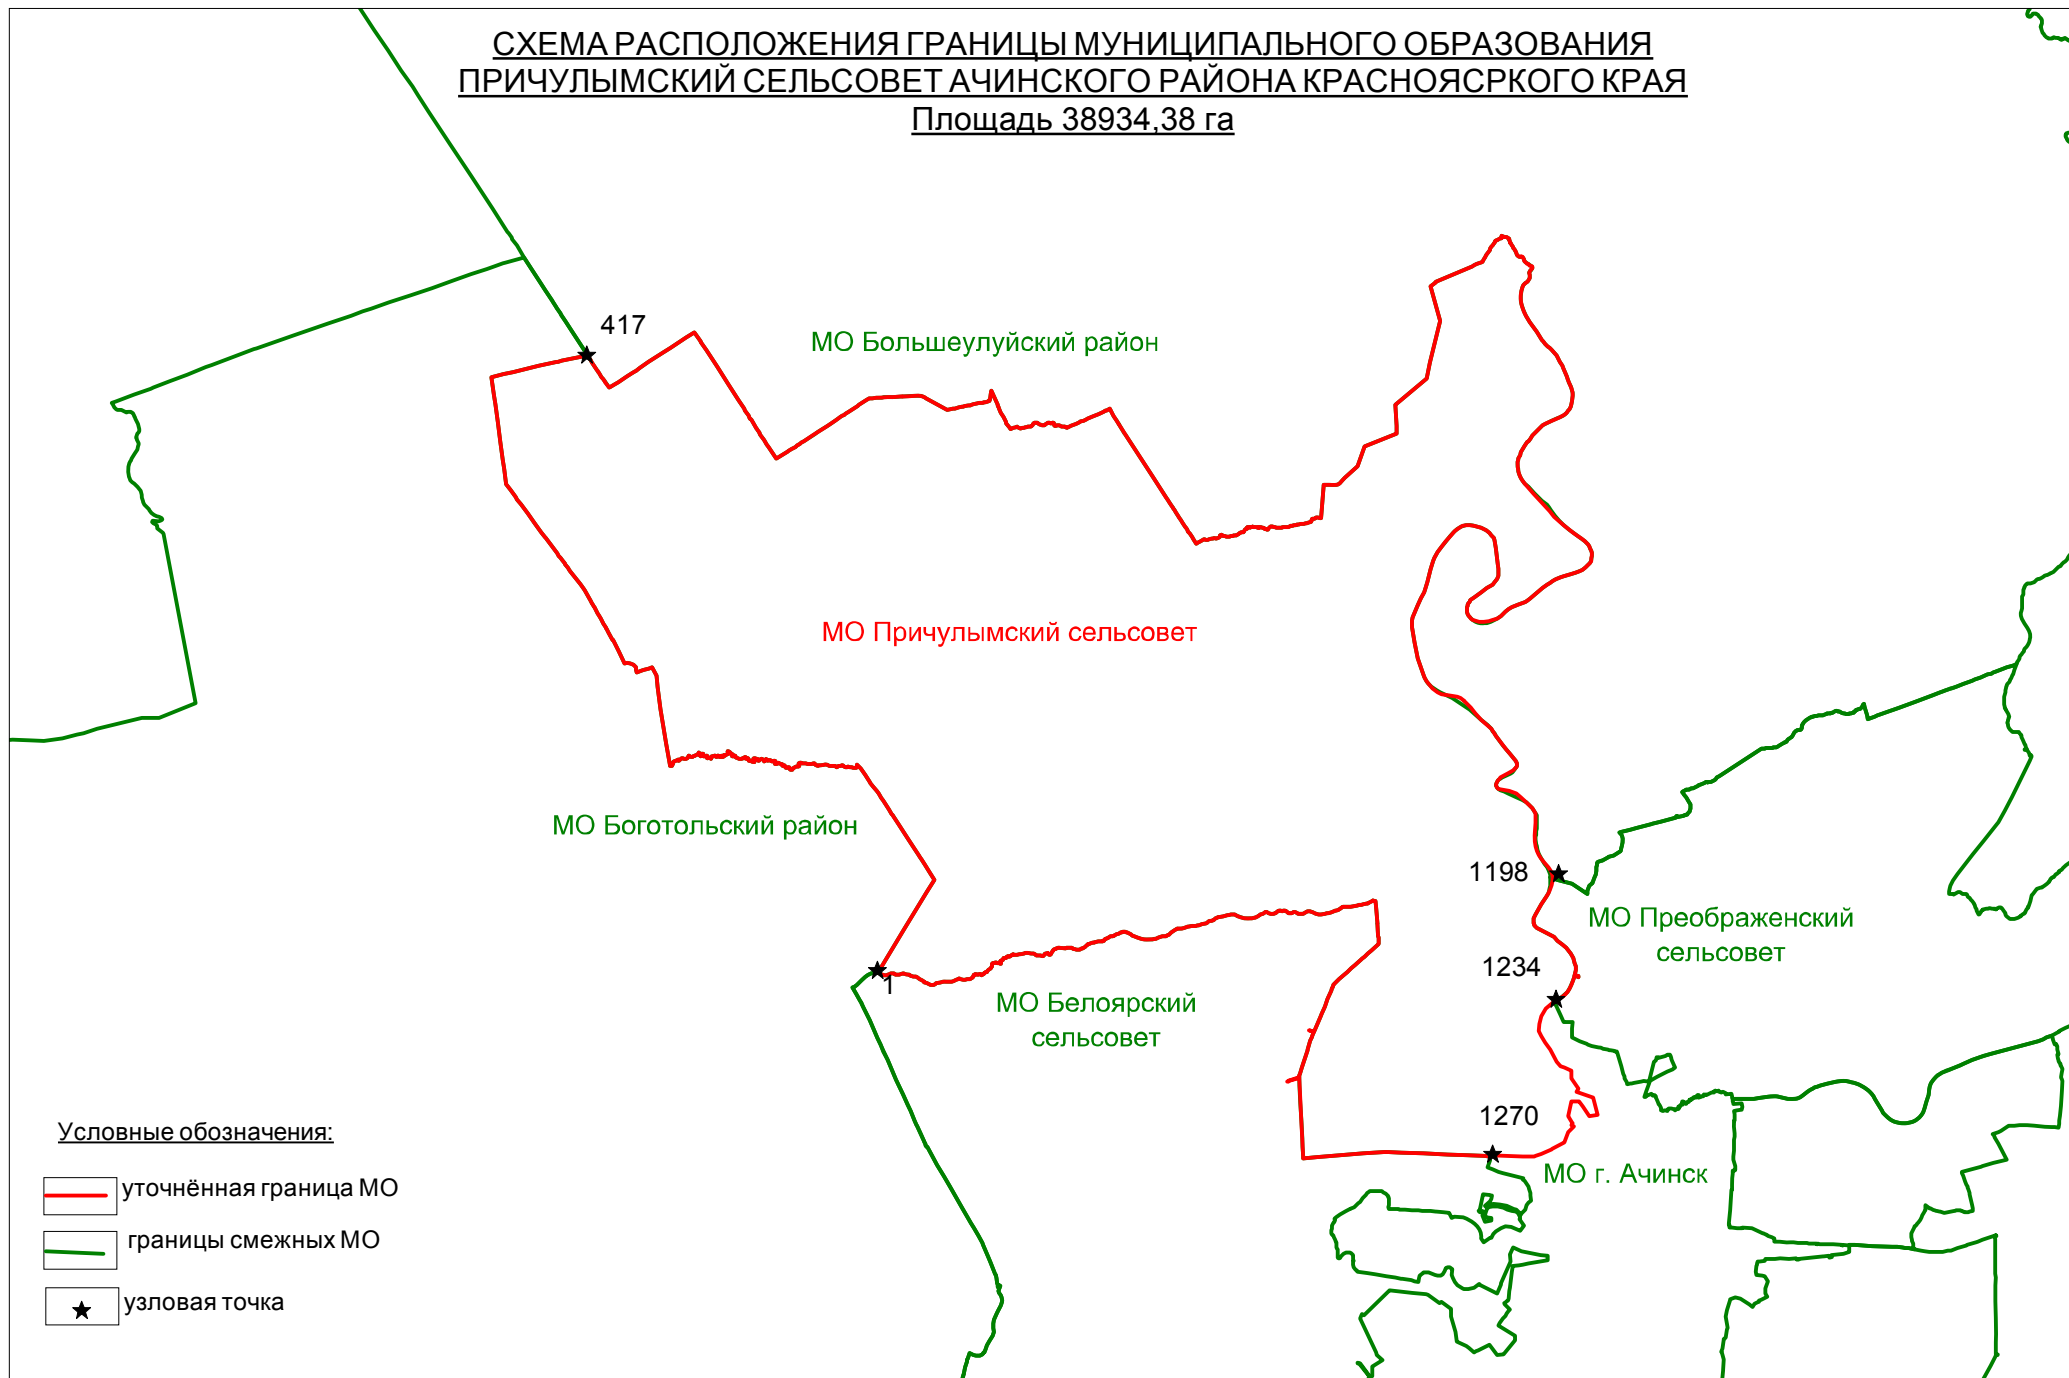 СХЕМА РАСПОЛОЖЕНИЯ ГРАНИЦЫ МУНИЦИПАЛЬНОГО ОБРАЗОВАНИЯ
ПРИЧУЛЫМСКИЙ СЕЛЬСОВЕТ АЧИНСКОГО РАЙОНА КРАСНОЯСРКОГО КРАЯ
Площадь 38934,38 га
417
МО Большеулуйский район
МО Причулымский сельсовет
МО Боготольский район
1198
МО Преображенский
сельсовет
1234
1
МО Белоярский
сельсовет
1270
МО г. Ачинск
Условные обозначения:
уточнённая граница МО
границы смежных МО
узловая точка